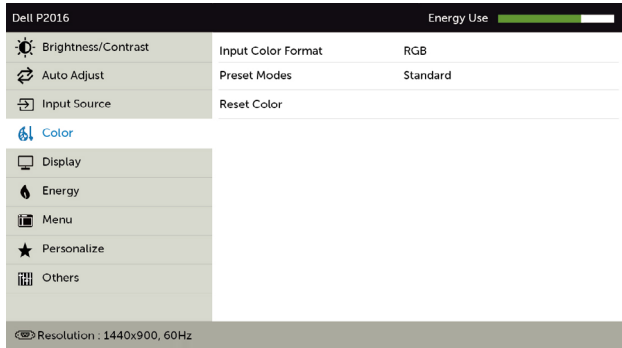 Dell P2016 Energy Use
Brightness/Contrast Input Color Format RGB
Auto Adjust Preset Modes Standard
Input Source Reset Color
Color
Display
Energy
Menu
Personalize
Others
Resolution : 1440x900, 60Hz